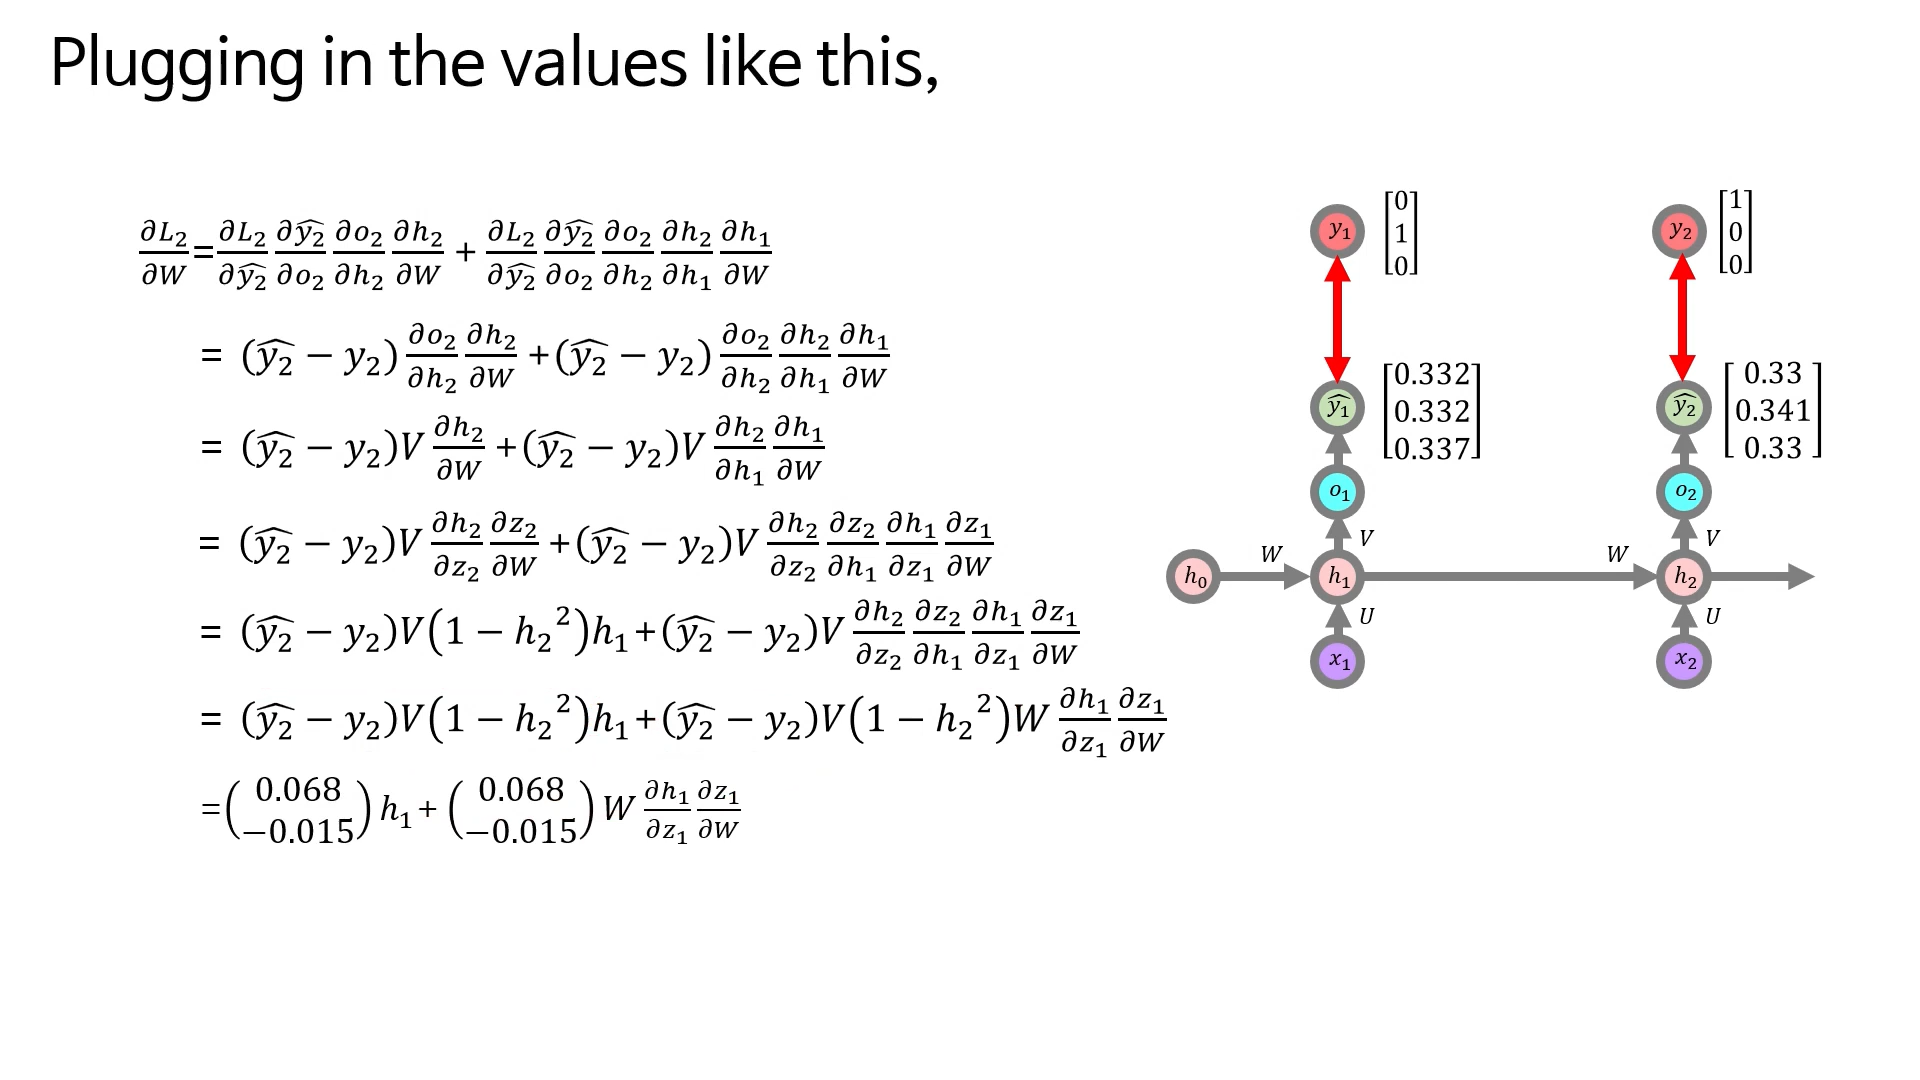 Plugging in the values like this,
∂L₂/∂W = ∂L₂/∂ŷ₂ ∂ŷ₂/∂o₂ ∂o₂/∂h₂ ∂h₂/∂W + ∂L₂/∂ŷ₂ ∂ŷ₂/∂o₂ ∂o₂/∂h₂ ∂h₂/∂h₁ ∂h₁/∂W
= (ŷ₂ − y₂) ∂o₂/∂h₂ ∂h₂/∂W + (ŷ₂ − y₂) ∂o₂/∂h₂ ∂h₂/∂h₁ ∂h₁/∂W
= (ŷ₂ − y₂)V ∂h₂/∂W + (ŷ₂ − y₂)V ∂h₂/∂h₁ ∂h₁/∂W
= (ŷ₂ − y₂)V ∂h₂/∂z₂ ∂z₂/∂W + (ŷ₂ − y₂)V ∂h₂/∂z₂ ∂z₂/∂h₁ ∂h₁/∂z₁ ∂z₁/∂W
= (ŷ₂ − y₂)V(1 − h₂²)h₁ + (ŷ₂ − y₂)V ∂h₂/∂z₂ ∂z₂/∂h₁ ∂h₁/∂z₁ ∂z₁/∂W
= (ŷ₂ − y₂)V(1 − h₂²)h₁ + (ŷ₂ − y₂)V(1 − h₂²)W ∂h₁/∂z₁ ∂z₁/∂W
= (0.068 −0.015) h₁ + (0.068 −0.015) W ∂h₁/∂z₁ ∂z₁/∂W
y₁ [0 1 0] y₂ [1 0 0]
ŷ₁ [0.332 0.332 0.337] ŷ₂ [0.33 0.341 0.33]
o₁ o₂
V V
W W
h₀ h₁ h₂
U U
x₁ x₂